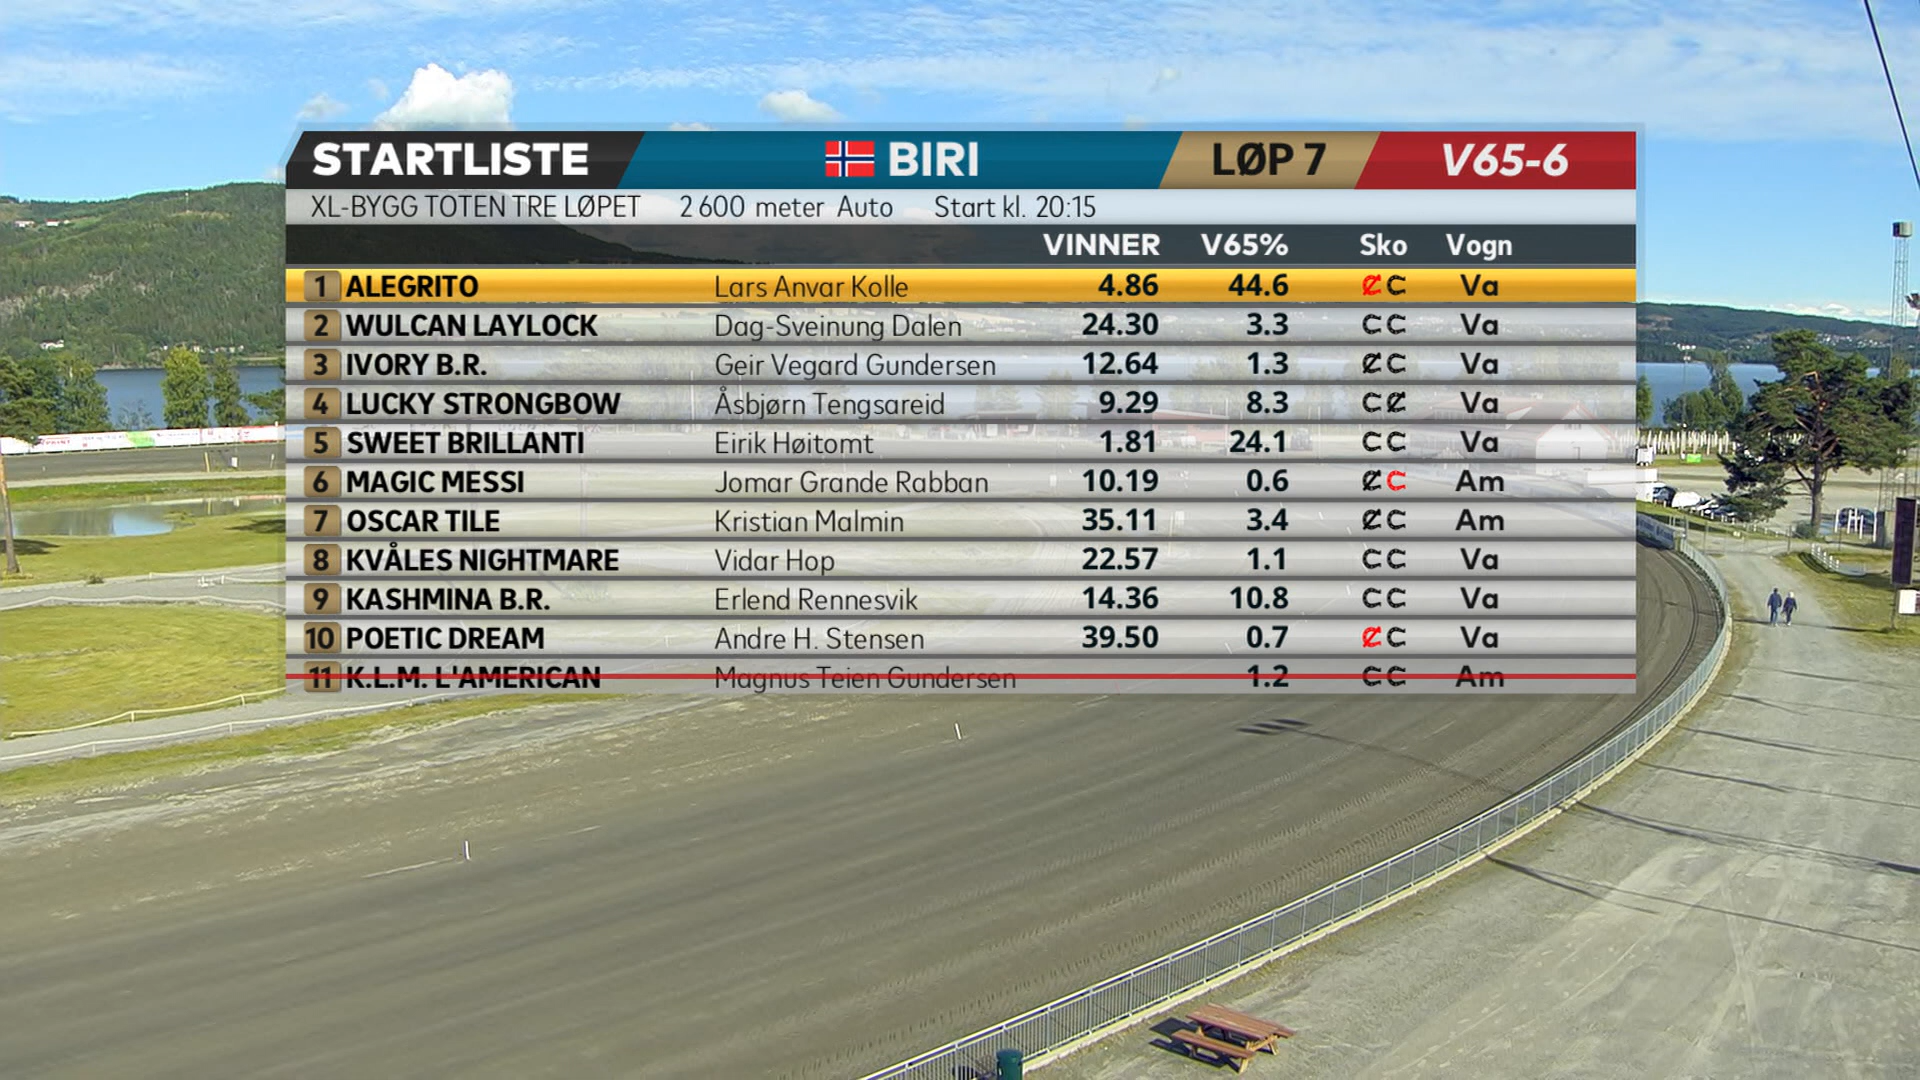 STARTLISTE BIRI LØP 7 V65-6
XL-BYGG TOTEN TRE LØPET 2 600 meter Auto Start kl. 20:15
VINNER V65% Sko Vogn
1 ALEGRITO Lars Anvar Kolle 4.86 44.6 Ȼ C Va
2 WULCAN LAYLOCK Dag-Sveinung Dalen 24.30 3.3 C C Va
3 IVORY B.R. Geir Vegard Gundersen 12.64 1.3 Ȼ C Va
4 LUCKY STRONGBOW Åsbjørn Tengsareid 9.29 8.3 C Ȼ Va
5 SWEET BRILLANTI Eirik Høitomt 1.81 24.1 C C Va
6 MAGIC MESSI Jomar Grande Rabban 10.19 0.6 Ȼ C Am
7 OSCAR TILE Kristian Malmin 35.11 3.4 Ȼ C Am
8 KVÅLES NIGHTMARE Vidar Hop 22.57 1.1 C C Va
9 KASHMINA B.R. Erlend Rennesvik 14.36 10.8 C C Va
10 POETIC DREAM Andre H. Stensen 39.50 0.7 Ȼ C Va
11 K.L.M. L'AMERICAN Magnus Teien Gundersen 1.2 C C Am